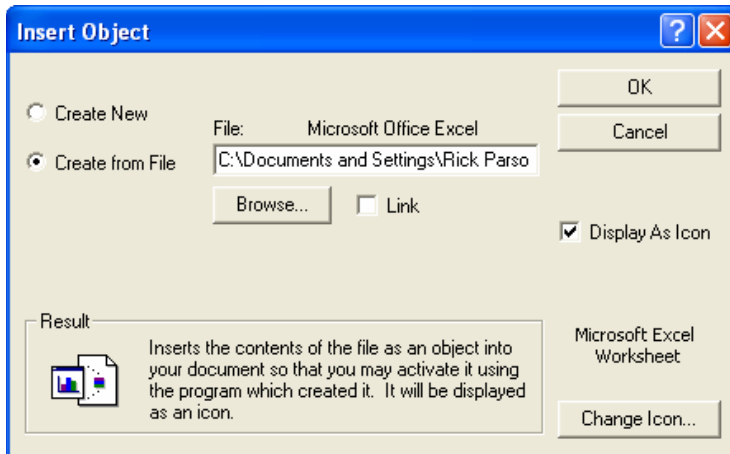 Insert Object
Create New
Create from File
File: Microsoft Office Excel
C:\Documents and Settings\Rick Parso
Browse...
Link
OK
Cancel
Display As Icon
Result
Inserts the contents of the file as an object into
your document so that you may activate it using
the program which created it. It will be displayed
as an icon.
Microsoft Excel
Worksheet
Change Icon...